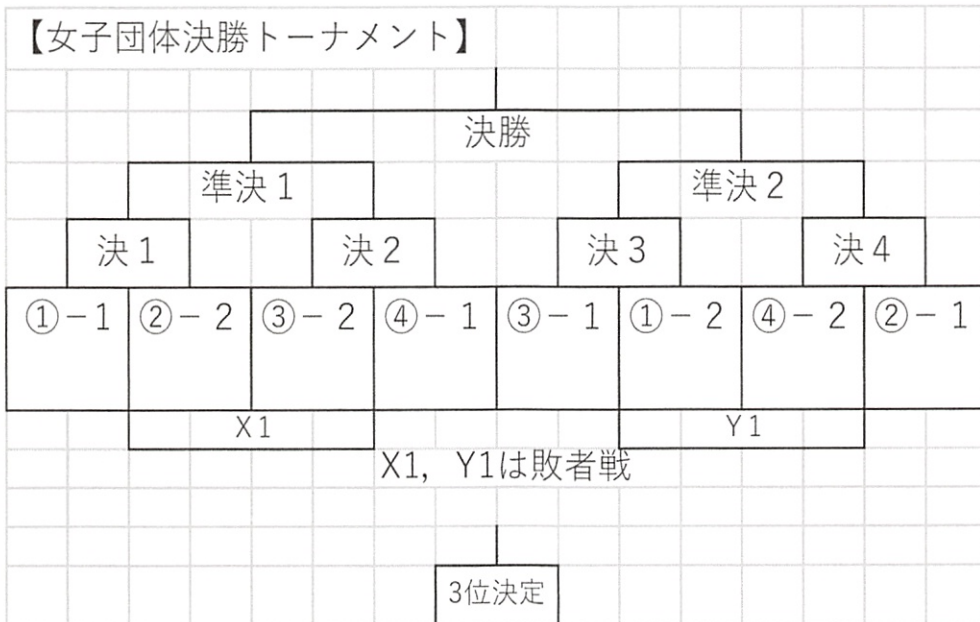 【女子団体決勝トーナメント】
決勝
準決1 準決2
決1 決2 決3 決4
①－1 ②－2 ③－2 ④－1 ③－1 ①－2 ④－2 ②－1
X1 Y1
X1，Y1は敗者戦
3位決定